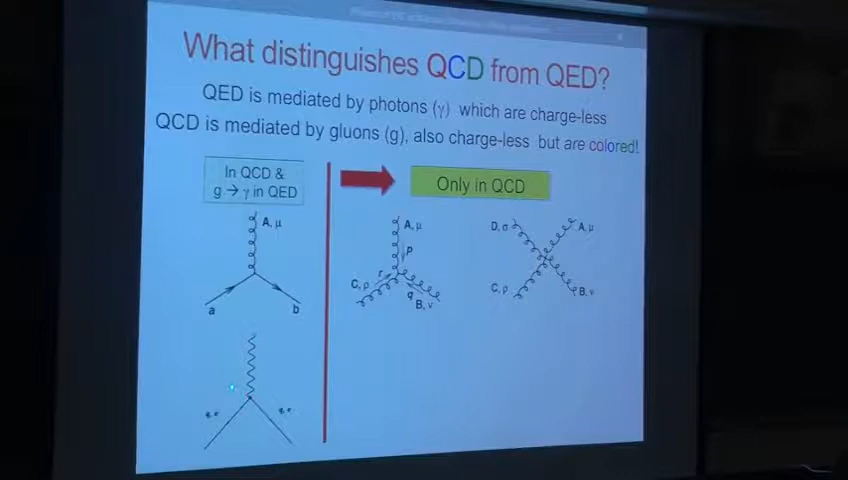 What distinguishes QCD from QED?
QED is mediated by photons (γ) which are charge-less
QCD is mediated by gluons (g), also charge-less but are colored!
In QCD &
g → γ in QED
Only in QCD
A, μ
a
b
A, μ
p
r
C, ρ
q
B, ν
D, σ
A, μ
C, ρ
B, ν